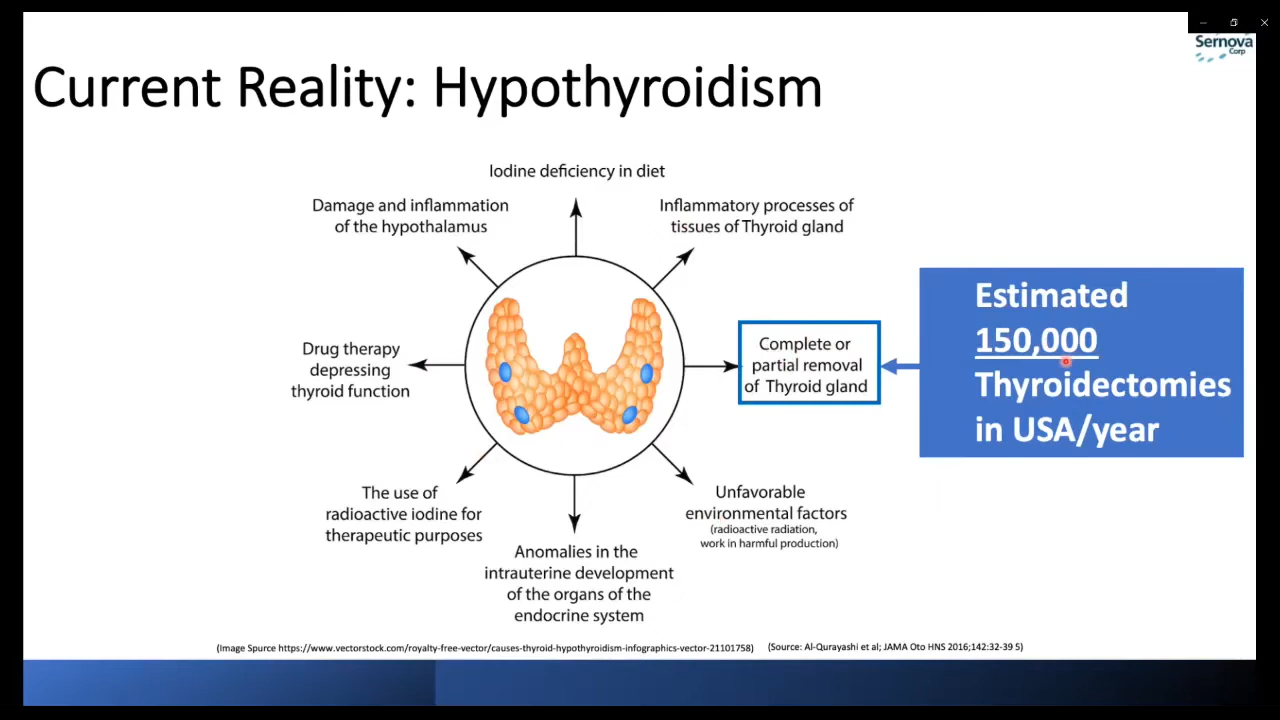 Sernova
Corp
Current Reality: Hypothyroidism
Iodine deficiency in diet
Damage and inflammation
of the hypothalamus
Inflammatory processes of
tissues of Thyroid gland
Drug therapy
depressing
thyroid function
Complete or
partial removal
of Thyroid gland
Estimated
150,000
Thyroidectomies
in USA/year
The use of
radioactive iodine for
therapeutic purposes
Unfavorable
environmental factors
(radioactive radiation,
work in harmful production)
Anomalies in the
intrauterine development
of the organs of the
endocrine system
(Image Spurce https://www.vectorstock.com/royalty-free-vector/causes-thyroid-hypothyroidism-infographics-vector-21101758)
(Source: Al-Qurayashi et al; JAMA Oto HNS 2016;142:32-39 5)